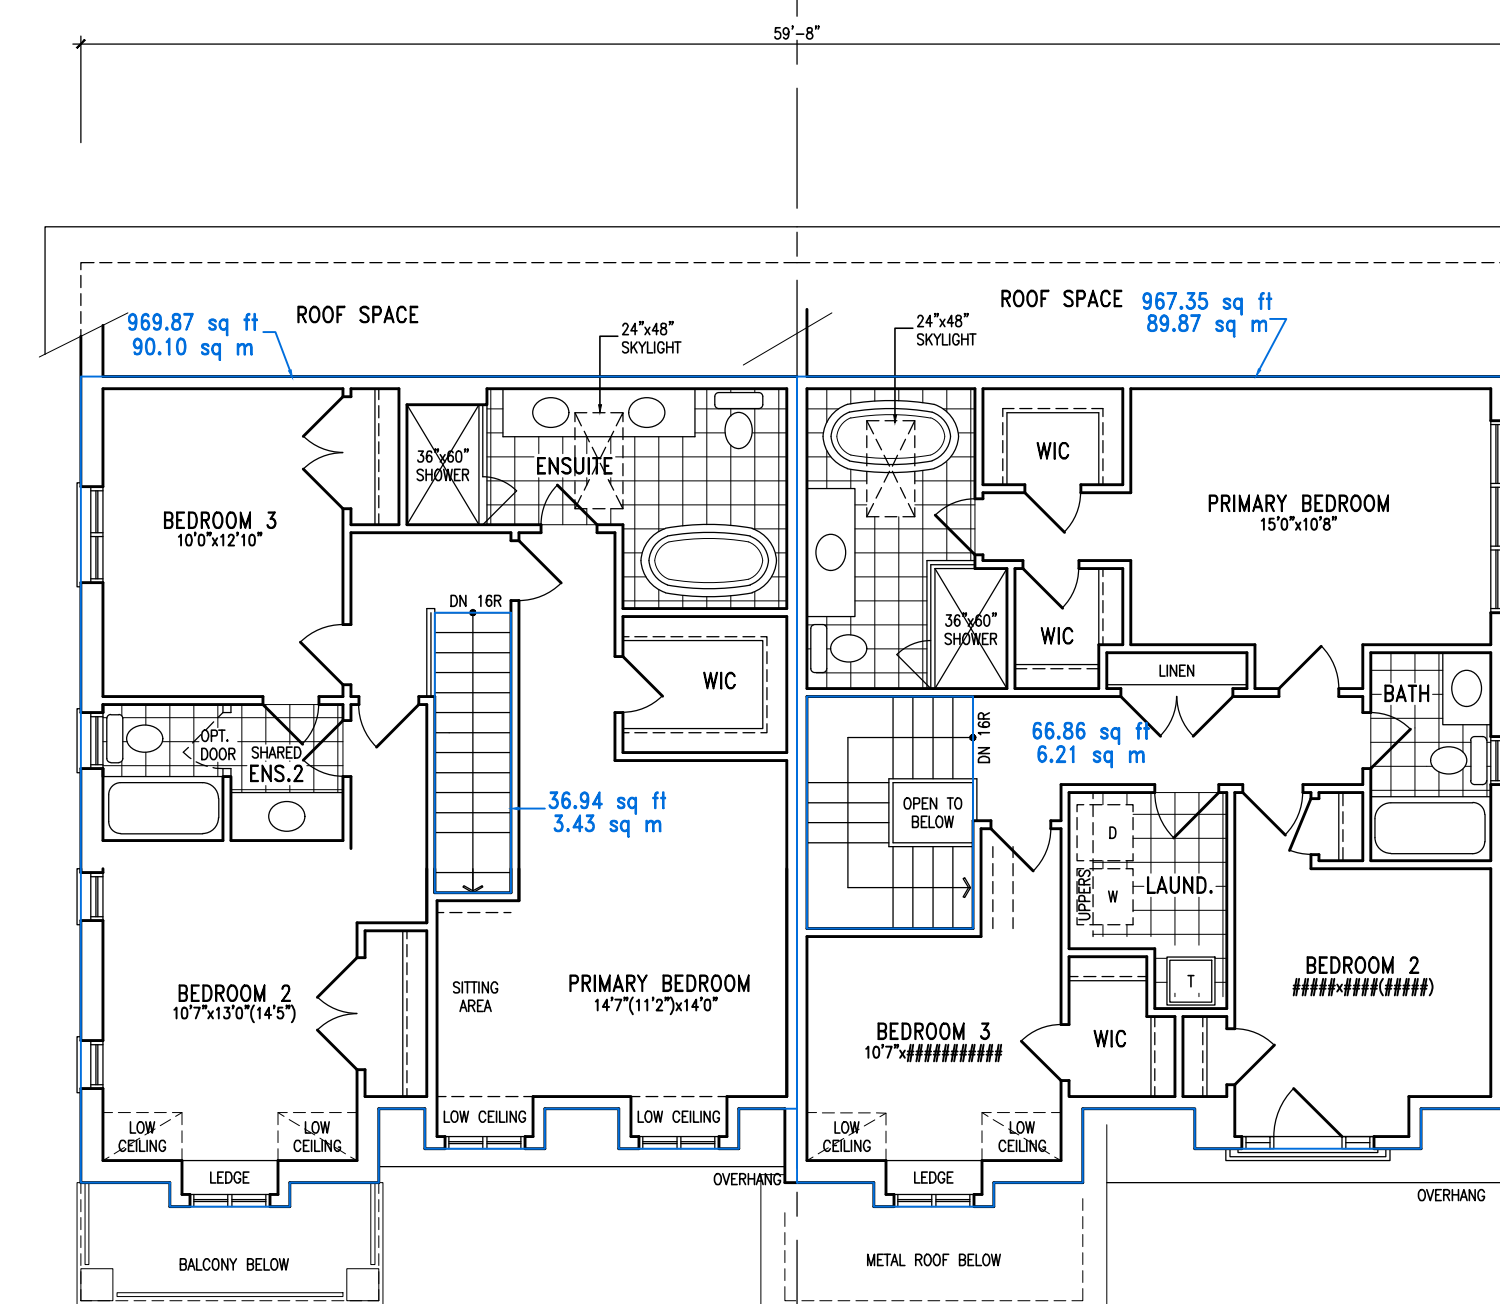 59'-8"
ROOF SPACE
969.87 sq ft
90.10 sq m
24"x48"
SKYLIGHT
24"x48"
SKYLIGHT
ROOF SPACE
967.35 sq ft
89.87 sq m
36"x60"
SHOWER
ENSUITE
WIC
BEDROOM 3
10'0"x12'10"
PRIMARY BEDROOM
15'0"x10'8"
DN 16R
36"x60"
SHOWER
WIC
WIC
LINEN
BATH
OPT.
DOOR
SHARED
ENS.2
DN 16R
66.86 sq ft
6.21 sq m
36.94 sq ft
3.43 sq m
OPEN TO
BELOW
D
W
UPPERS
LAUND.
T
BEDROOM 2
10'7"x13'0"(14'5")
SITTING
AREA
PRIMARY BEDROOM
14'7"(11'2")x14'0"
BEDROOM 3
10'7"x###########
WIC
BEDROOM 2
#####x####(#####)
LOW
CEILING
LOW
CEILING
LOW CEILING
LOW CEILING
LOW
CEILING
LOW
CEILING
LEDGE
OVERHANG
LEDGE
OVERHANG
BALCONY BELOW
METAL ROOF BELOW